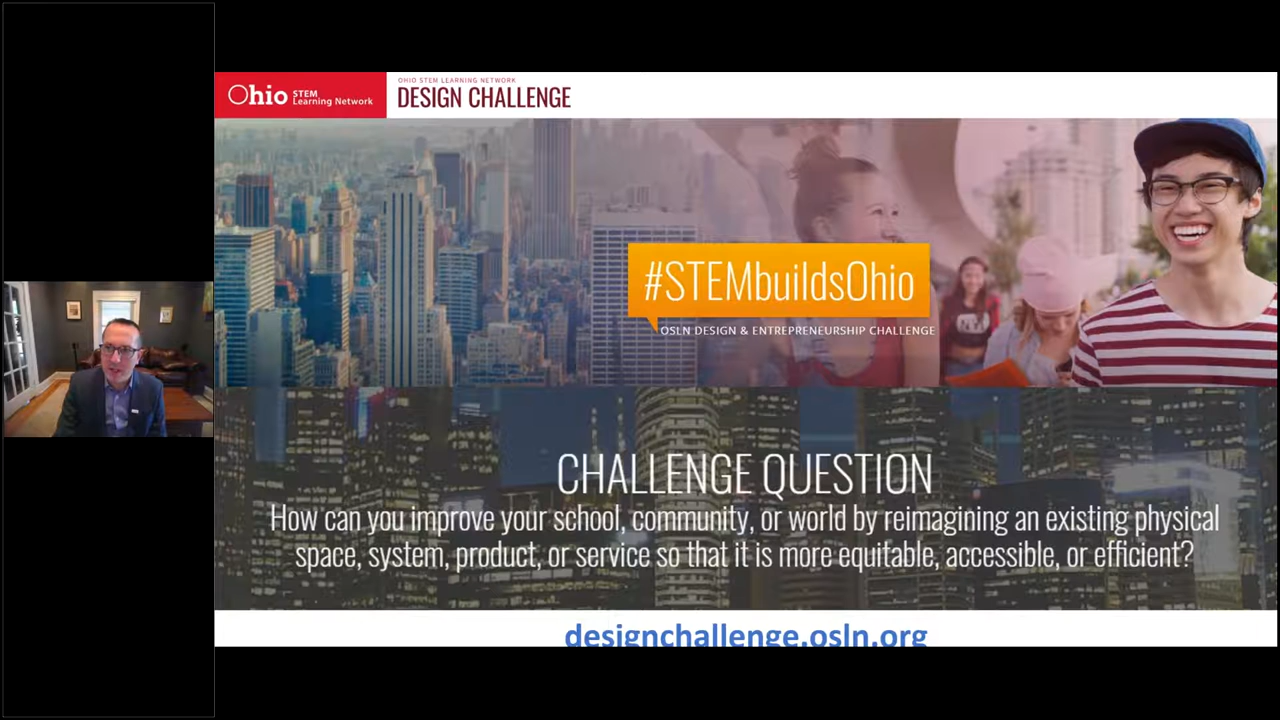 Ohio STEM
Learning Network
OHIO STEM LEARNING NETWORK
DESIGN CHALLENGE
#STEMbuildsOhio
OSLN DESIGN & ENTREPRENEURSHIP CHALLENGE
CHALLENGE QUESTION
How can you improve your school, community, or world by reimagining an existing physical
space, system, product, or service so that it is more equitable, accessible, or efficient?
designchallenge.osln.org